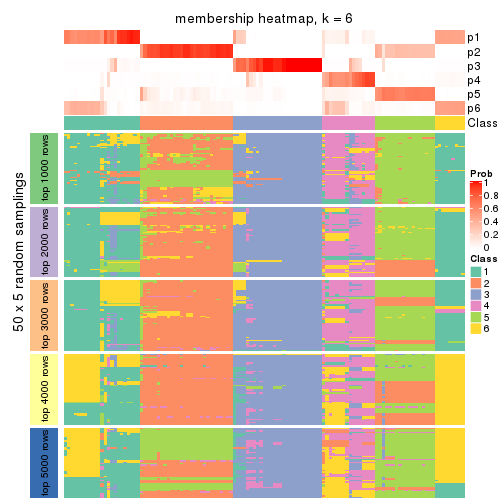 membership heatmap, k = 6
p1
p2
p3
p4
p5
p6
Class
50 x 5 random samplings
top 1000 rows
top 2000 rows
top 3000 rows
top 4000 rows
top 5000 rows
Prob
1
0.8
0.6
0.4
0.2
0
Class
1
2
3
4
5
6